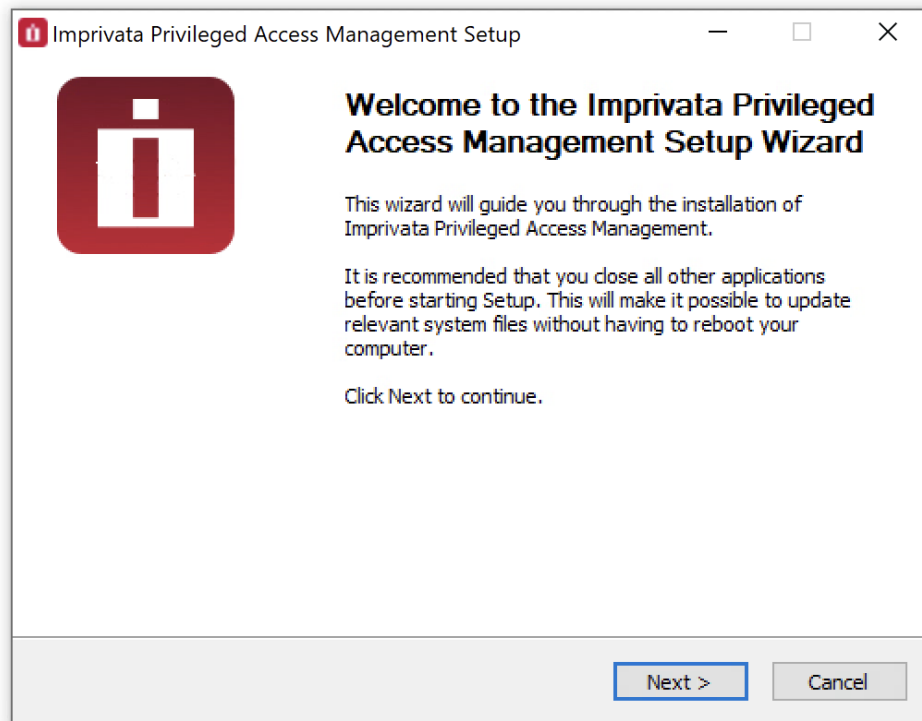 Imprivata Privileged Access Management Setup
Welcome to the Imprivata Privileged
Access Management Setup Wizard
This wizard will guide you through the installation of
Imprivata Privileged Access Management.
It is recommended that you close all other applications
before starting Setup. This will make it possible to update
relevant system files without having to reboot your
computer.
Click Next to continue.
Next >
Cancel